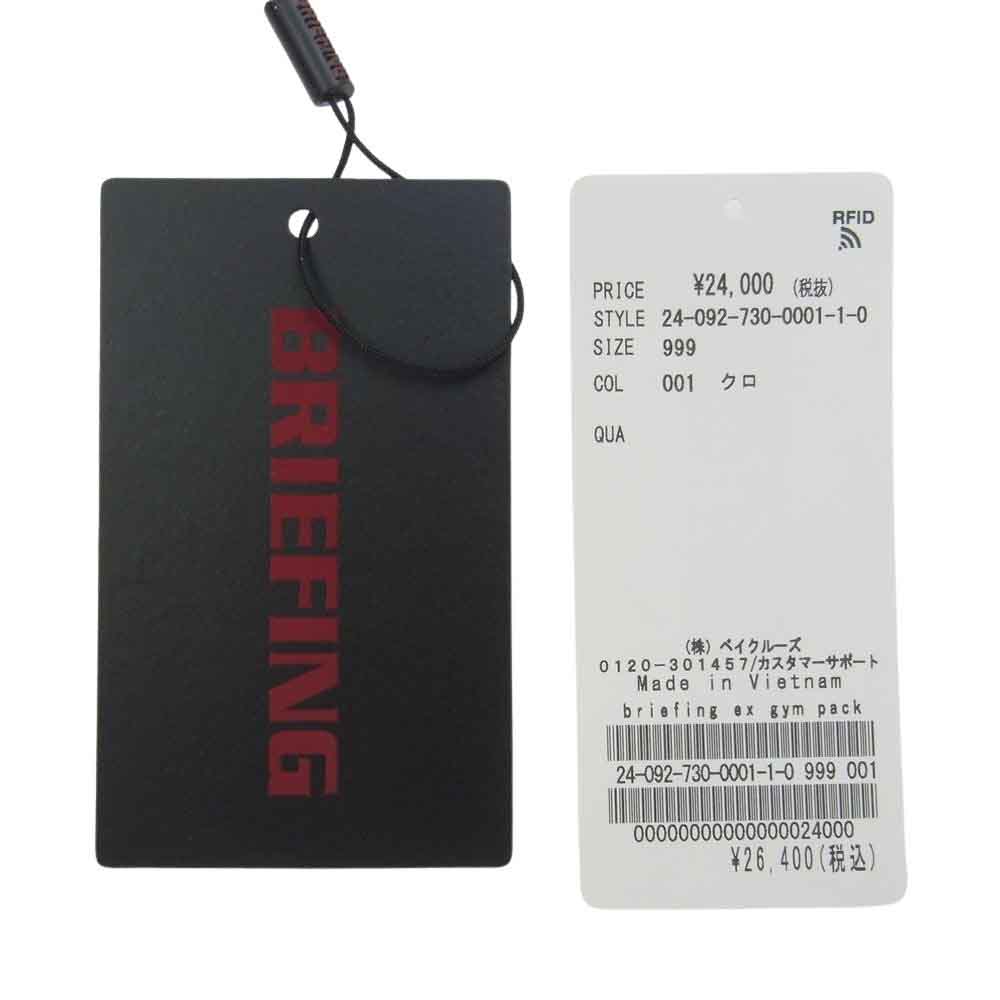 BRIEFING
BRIEFING
RFID
PRICE ¥24,000 (税抜)
STYLE 24-092-730-0001-1-0
SIZE 999
COL 001 クロ
QUA
(株) ベイクルーズ
0120-301457/カスタマーサポート
Made in Vietnam
briefing ex gym pack
24-092-730-0001-1-0 999 001
00000000000000024000
¥26,400(税込)